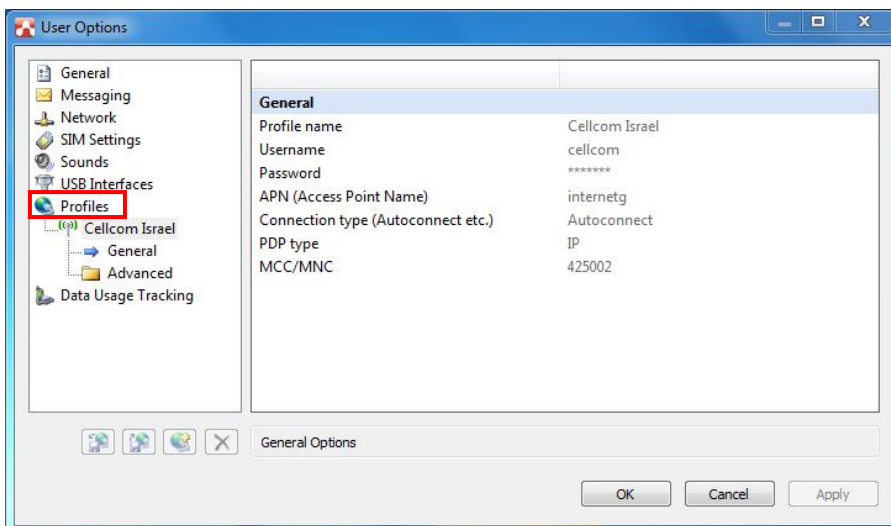 User Options
General
Messaging
Network
SIM Settings
Sounds
USB Interfaces
Profiles
Cellcom Israel
General
Advanced
Data Usage Tracking
General
Profile name Cellcom Israel
Username cellcom
Password *******
APN (Access Point Name) internetg
Connection type (Autoconnect etc.) Autoconnect
PDP type IP
MCC/MNC 425002
General Options
OK Cancel Apply